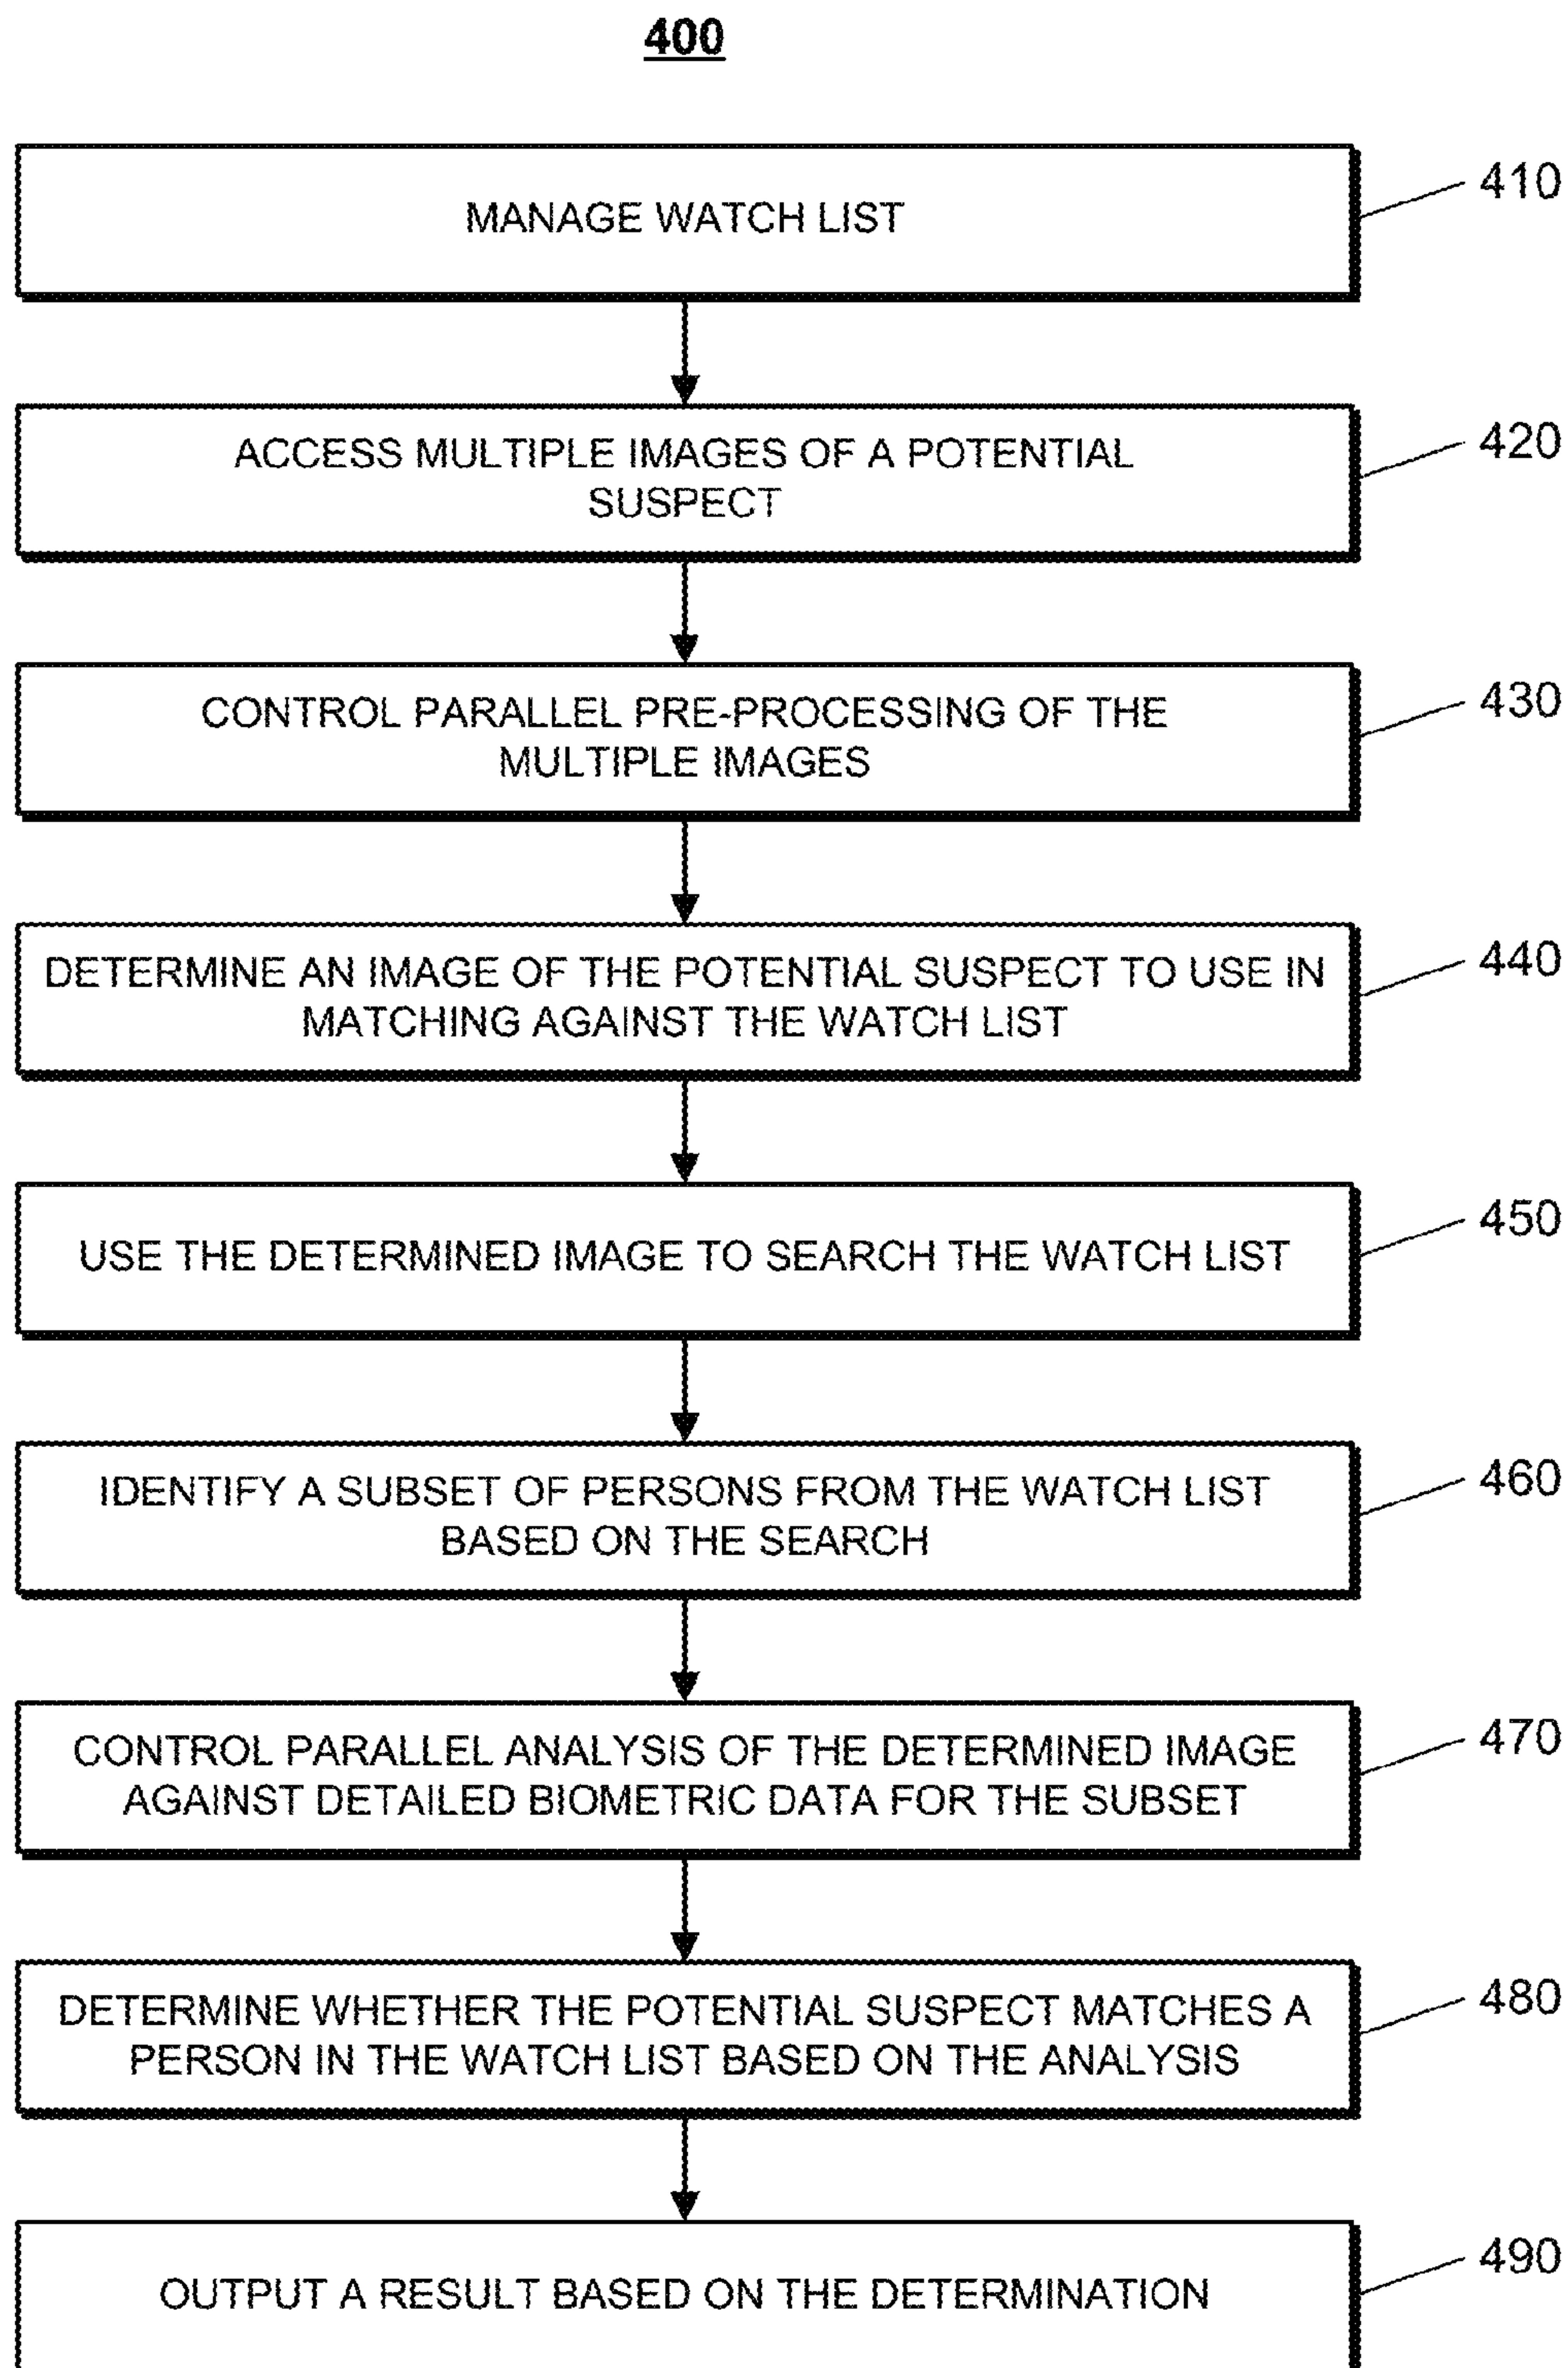 400
MANAGE WATCH LIST
410
ACCESS MULTIPLE IMAGES OF A POTENTIAL
SUSPECT
420
CONTROL PARALLEL PRE-PROCESSING OF THE
MULTIPLE IMAGES
430
DETERMINE AN IMAGE OF THE POTENTIAL SUSPECT TO USE IN
MATCHING AGAINST THE WATCH LIST
440
USE THE DETERMINED IMAGE TO SEARCH THE WATCH LIST
450
IDENTIFY A SUBSET OF PERSONS FROM THE WATCH LIST
BASED ON THE SEARCH
460
CONTROL PARALLEL ANALYSIS OF THE DETERMINED IMAGE
AGAINST DETAILED BIOMETRIC DATA FOR THE SUBSET
470
DETERMINE WHETHER THE POTENTIAL SUSPECT MATCHES A
PERSON IN THE WATCH LIST BASED ON THE ANALYSIS
480
OUTPUT A RESULT BASED ON THE DETERMINATION
490